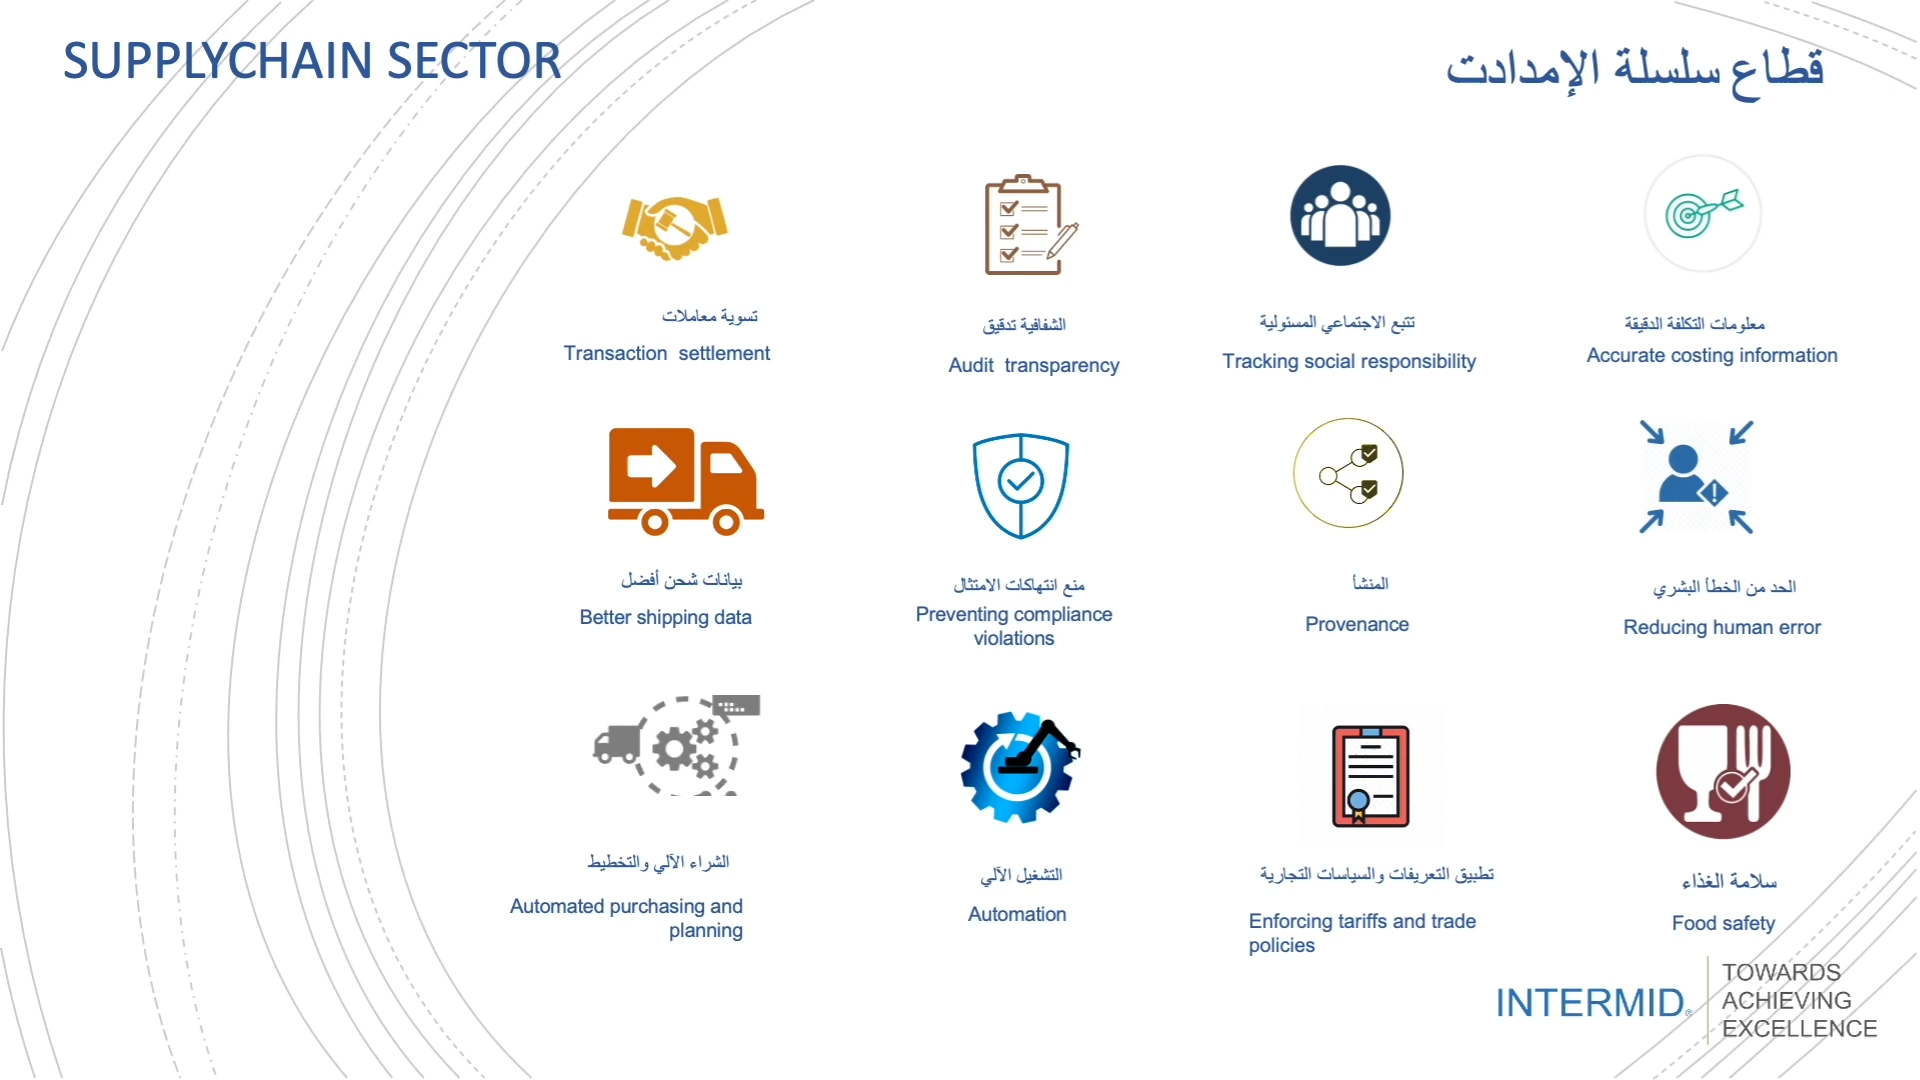 SUPPLYCHAIN SECTOR
قطاع سلسلة الإمدادت
تسوية معاملات
Transaction settlement
الشفافية تدقيق
Audit transparency
تتبع الاجتماعي المسئولية
Tracking social responsibility
معلومات التكلفة الدقيقة
Accurate costing information
بيانات شحن أفضل
Better shipping data
منع انتهاكات الامتثال
Preventing compliance
violations
المنشأ
Provenance
الحد من الخطأ البشري
Reducing human error
الشراء الآلي والتخطيط
Automated purchasing and
planning
التشغيل الآلي
Automation
تطبيق التعريفات والسياسات التجارية
Enforcing tariffs and trade
policies
سلامة الغذاء
Food safety
INTERMID®
TOWARDS
ACHIEVING
EXCELLENCE